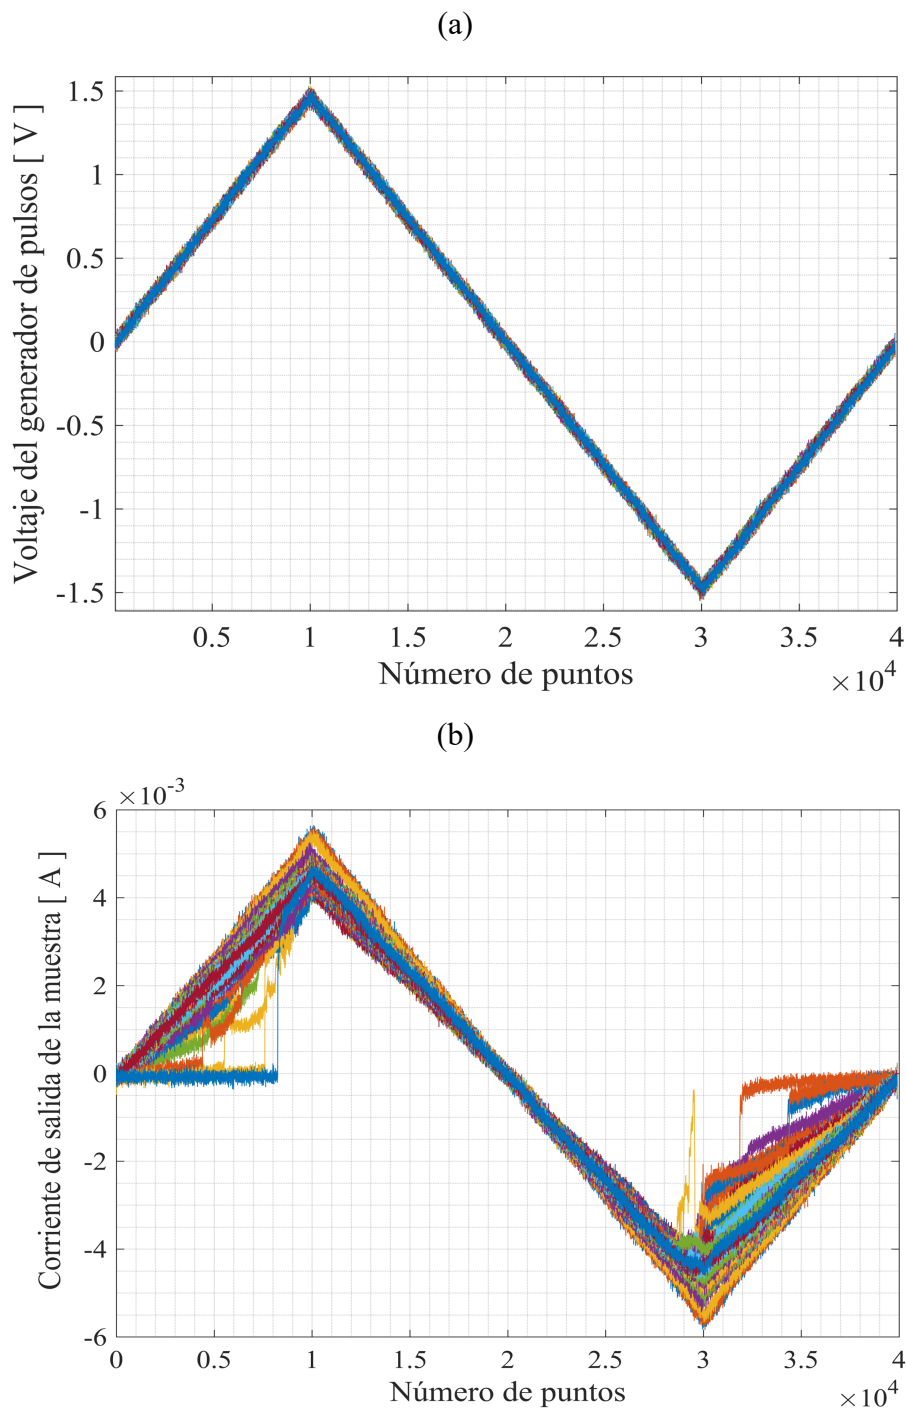 (a)
Voltaje del generador de pulsos [ V ]
1.5
1
0.5
0
-0.5
-1
-1.5
0.5 1 1.5 2 2.5 3 3.5 4
Número de puntos
×10^4
(b)
×10^-3
Corriente de salida de la muestra [ A ]
6
4
2
0
-2
-4
-6
0 0.5 1 1.5 2 2.5 3 3.5 4
Número de puntos
×10^4